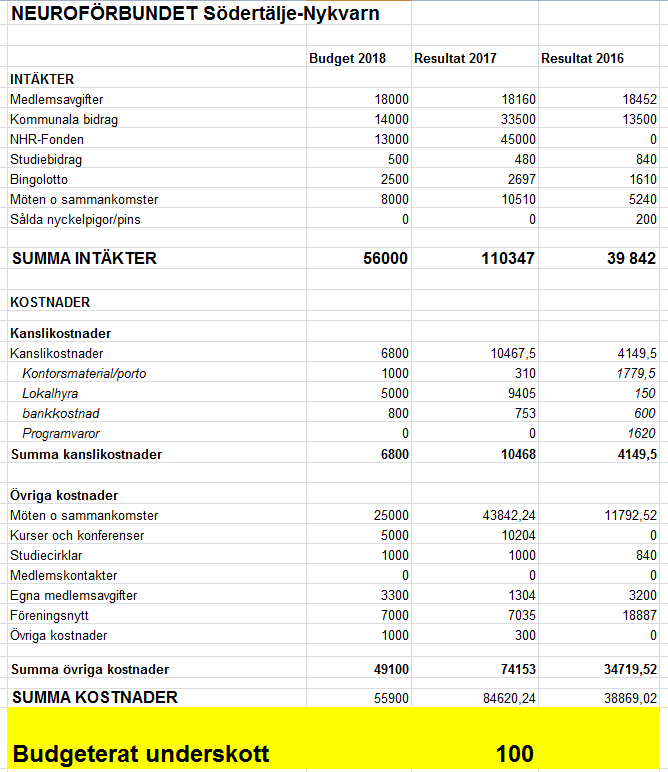 NEUROFÖRBUNDET Södertälje-Nykvarn
Budget 2018 Resultat 2017 Resultat 2016
INTÄKTER
Medlemsavgifter 18000 18160 18452
Kommunala bidrag 14000 33500 13500
NHR-Fonden 13000 45000 0
Studiebidrag 500 480 840
Bingolotto 2500 2697 1610
Möten o sammankomster 8000 10510 5240
Sålda nyckelpigor/pins 0 0 200
SUMMA INTÄKTER 56000 110347 39 842
KOSTNADER
Kanslikostnader
Kanslikostnader 6800 10467,5 4149,5
Kontorsmaterial/porto 1000 310 1779,5
Lokalhyra 5000 9405 150
bankkostnad 800 753 600
Programvaror 0 0 1620
Summa kanslikostnader 6800 10468 4149,5
Övriga kostnader
Möten o sammankomster 25000 43842,24 11792,52
Kurser och konferenser 5000 10204 0
Studiecirklar 1000 1000 840
Medlemskontakter 0 0 0
Egna medlemsavgifter 3300 1304 3200
Föreningsnytt 7000 7035 18887
Övriga kostnader 1000 300 0
Summa övriga kostnader 49100 74153 34719,52
SUMMA KOSTNADER 55900 84620,24 38869,02
Budgeterat underskott 100